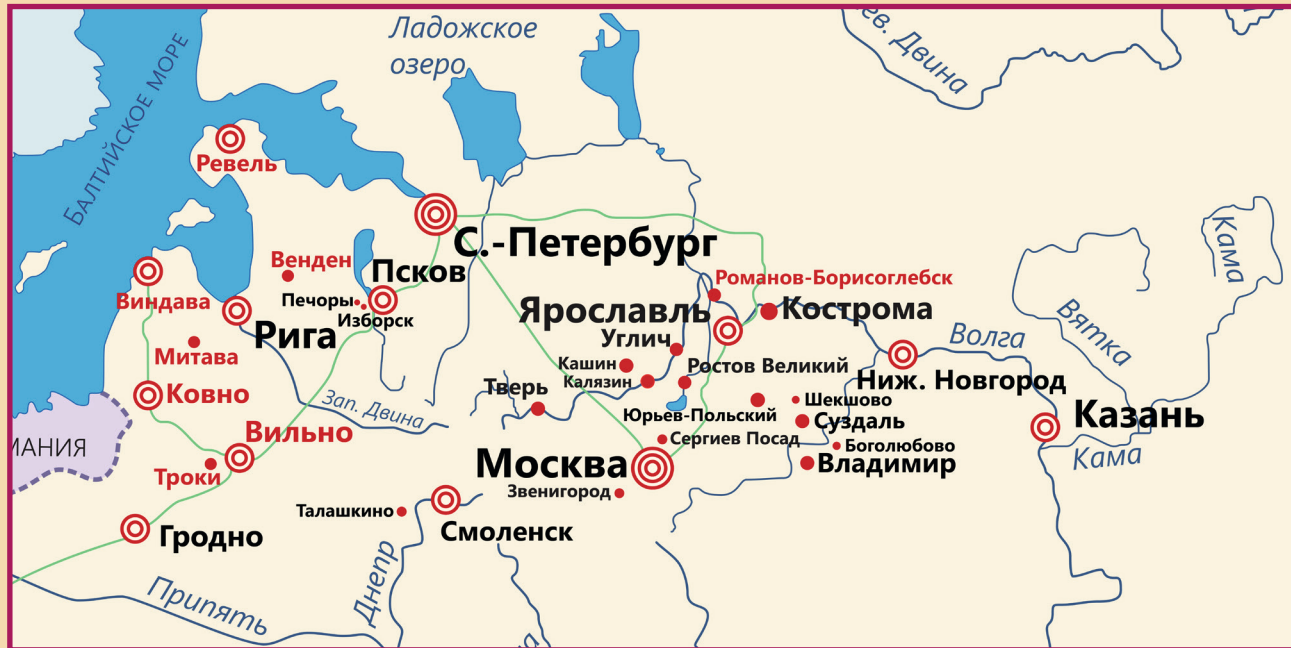 Ладожское
озеро
ев. Двина
БАЛТИЙСКОЕ МОРЕ
Ревель
С.-Петербург
Венден
Псков
Печоры
Изборск
Виндава
Рига
Митава
Романов-Борисоглебск
Ярославль
Кострома
Углич
Кашин
Калязин
Ростов Великий
Тверь
Волга
Вятка
Кама
Ниж. Новгород
Ковно
Зап. Двина
Юрьев-Польский
Шекшово
Суздаль
Казань
МАНИЯ
Вильно
Сергиев Посад
Боголюбово
Кама
Троки
Москва
Владимир
Звенигород
Талашкино
Гродно
Смоленск
Днепр
Припять
а